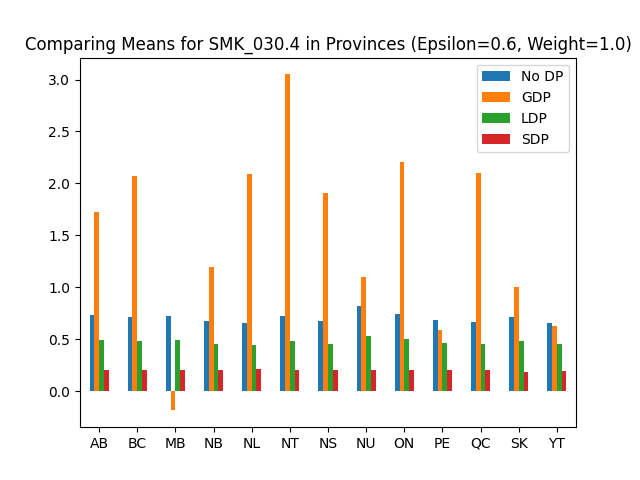 Comparing Means for SMK_030.4 in Provinces (Epsilon=0.6, Weight=1.0)
No DP
GDP
LDP
SDP
3.0
2.5
2.0
1.5
1.0
0.5
0.0
AB BC MB NB NL NT NS NU ON PE QC SK YT